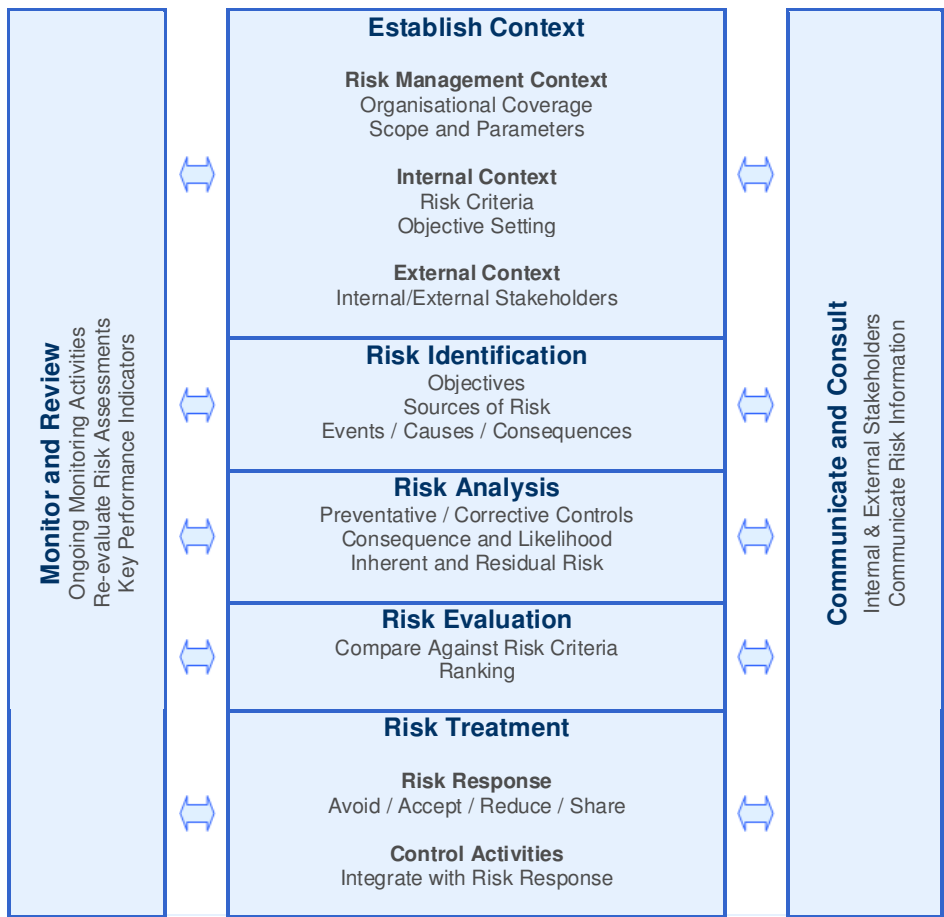 Monitor and Review
Ongoing Monitoring Activities
Re-evaluate Risk Assessments
Key Performance Indicators
Establish Context
Risk Management Context
Organisational Coverage
Scope and Parameters
Internal Context
Risk Criteria
Objective Setting
External Context
Internal/External Stakeholders
Risk Identification
Objectives
Sources of Risk
Events / Causes / Consequences
Risk Analysis
Preventative / Corrective Controls
Consequence and Likelihood
Inherent and Residual Risk
Risk Evaluation
Compare Against Risk Criteria
Ranking
Risk Treatment
Risk Response
Avoid / Accept / Reduce / Share
Control Activities
Integrate with Risk Response
Communicate and Consult
Internal & External Stakeholders
Communicate Risk Information